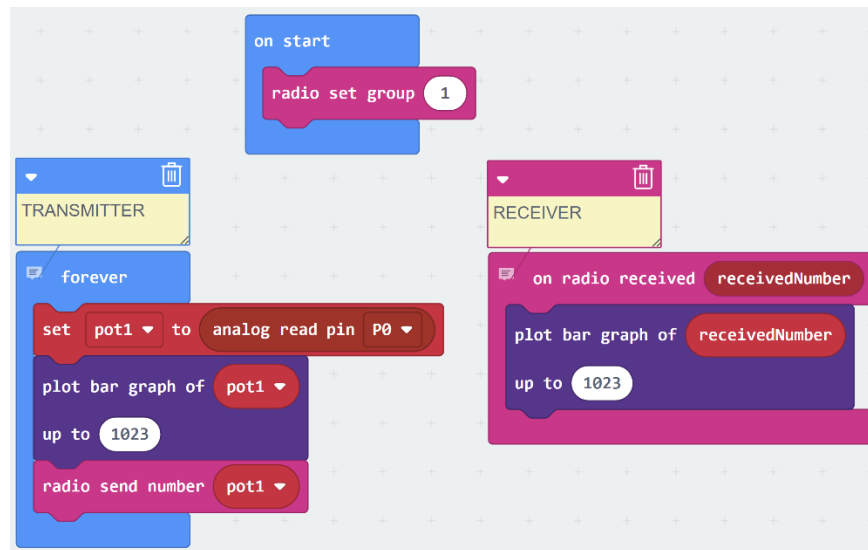 on start
radio set group 1
TRANSMITTER
forever
set pot1 to analog read pin P0
plot bar graph of pot1
up to 1023
radio send number pot1
RECEIVER
on radio received receivedNumber
plot bar graph of receivedNumber
up to 1023